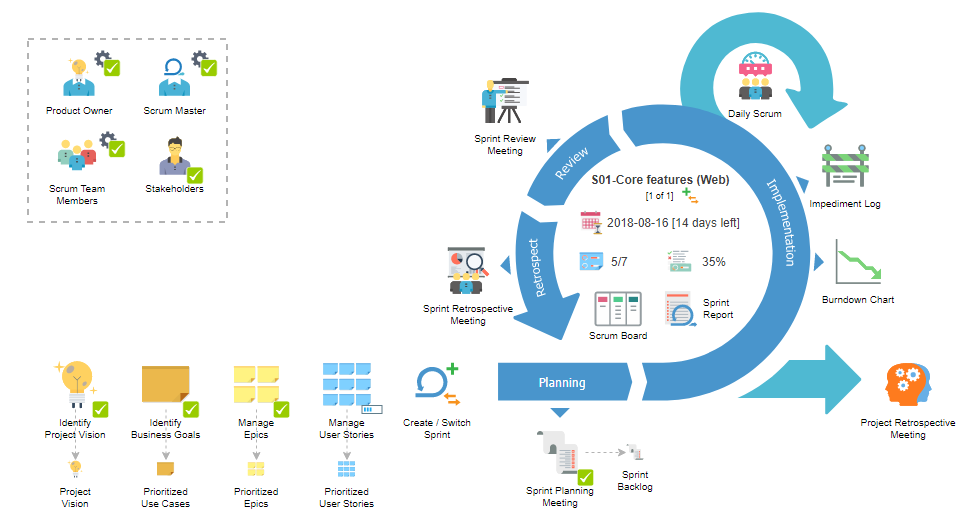 Product Owner
Scrum Master
Scrum Team
Members
Stakeholders
Sprint Review
Meeting
Daily Scrum
Impediment Log
Burndown Chart
Review
Implementation
Retrospect
S01-Core features (Web)
[1 of 1]
2018-08-16 [14 days left]
5/7
35%
Scrum Board
Sprint
Report
Sprint Retrospective
Meeting
Planning
Identify
Project Vision
Identify
Business Goals
Manage
Epics
Manage
User Stories
Create / Switch
Sprint
Project Retrospective
Meeting
Project
Vision
Prioritized
Use Cases
Prioritized
Epics
Prioritized
User Stories
Sprint Planning
Meeting
Sprint
Backlog